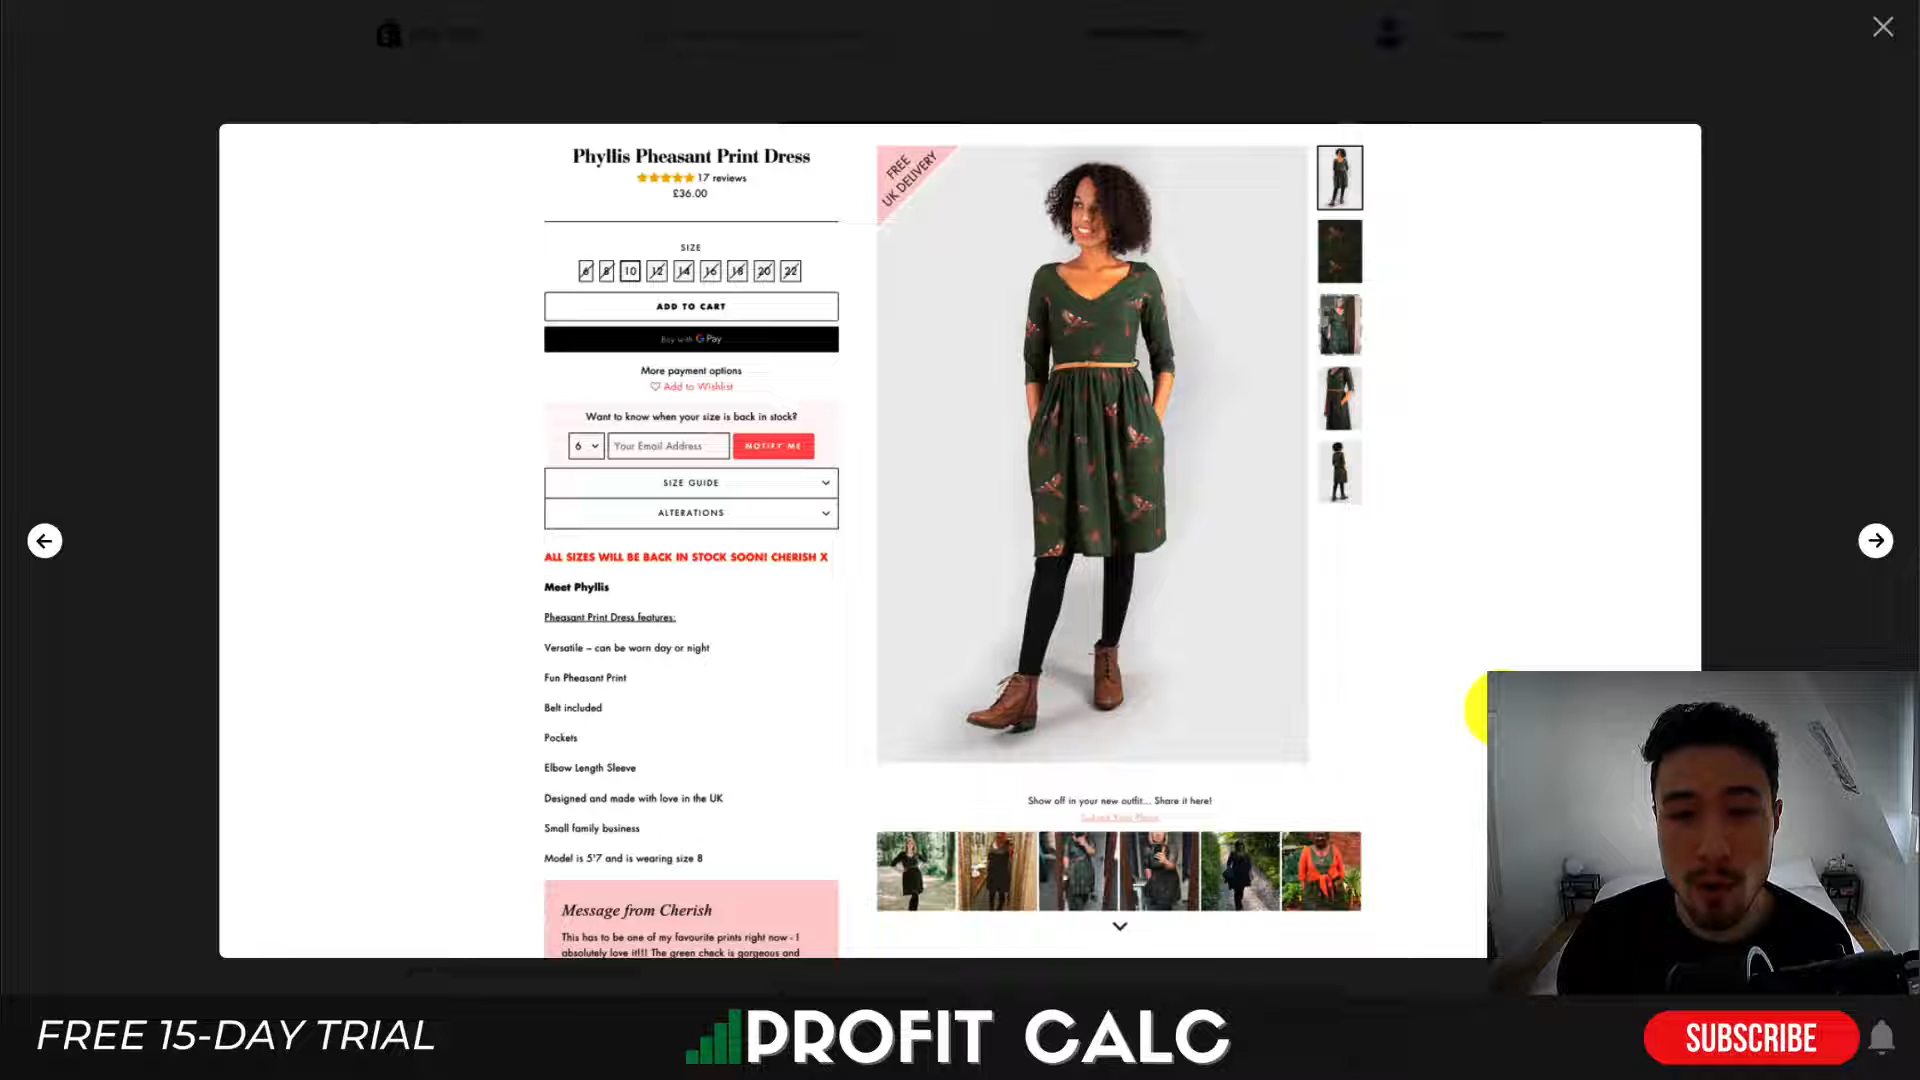 Phyllis Pheasant Print Dress
17 reviews
£36.00
SIZE
6 8 10 12 14 16 18 20 22
ADD TO CART
Buy with G Pay
More payment options
Add to Wishlist
Want to know when your size is back in stock?
6 Your Email Address NOTIFY ME
SIZE GUIDE
ALTERATIONS
ALL SIZES WILL BE BACK IN STOCK SOON! CHERISH X
Meet Phyllis
Pheasant Print Dress features:
Versatile – can be worn day or night
Fun Pheasant Print
Belt included
Pockets
Elbow Length Sleeve
Designed and made with love in the UK
Small family business
Model is 5'7 and is wearing size 8
Message from Cherish
This has to be one of my favourite prints right now - I
absolutely love it!!! The green check is gorgeous and
FREE
UK DELIVERY
Show off in your new outfit... Share it here!
Submit Your Photo
FREE 15-DAY TRIAL
PROFIT CALC
SUBSCRIBE